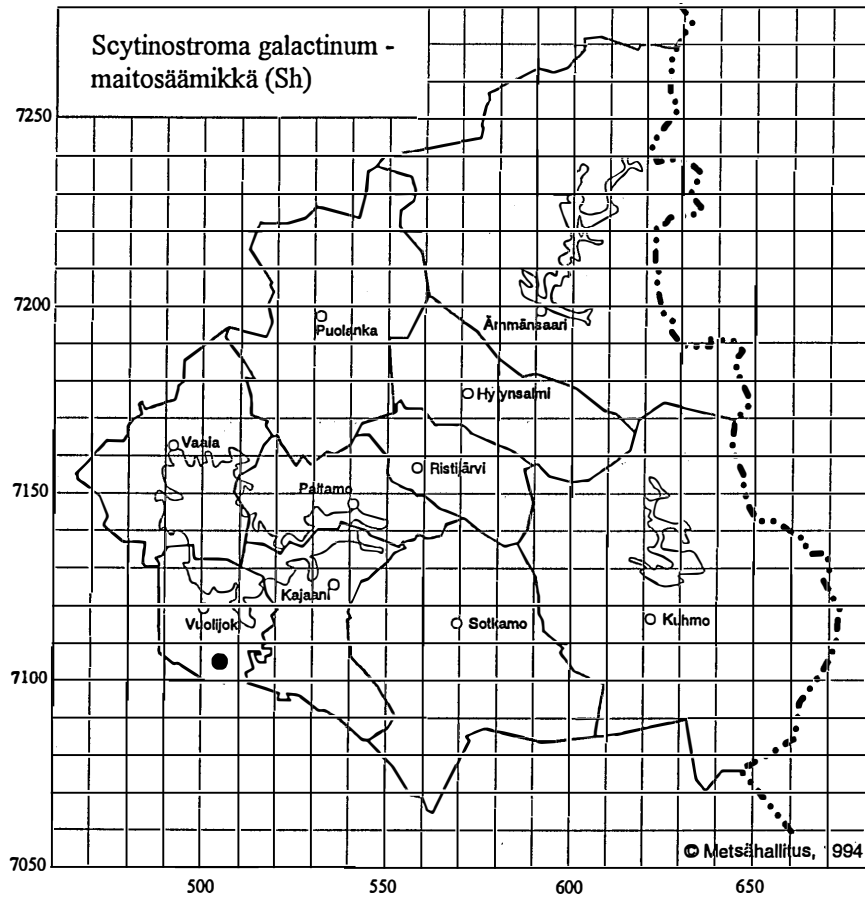 Scytinostroma galactinum -
maitosäämikkä (Sh)
7250
7200
Puolanka
Ämmänsaari
Hyrynsalmi
Vaala
Ristijärvi
7150
Paltamo
Kajaani
Vuolijoki
Sotkamo
Kuhmo
7100
7050
© Metsähallitus, 1994
500
550
600
650